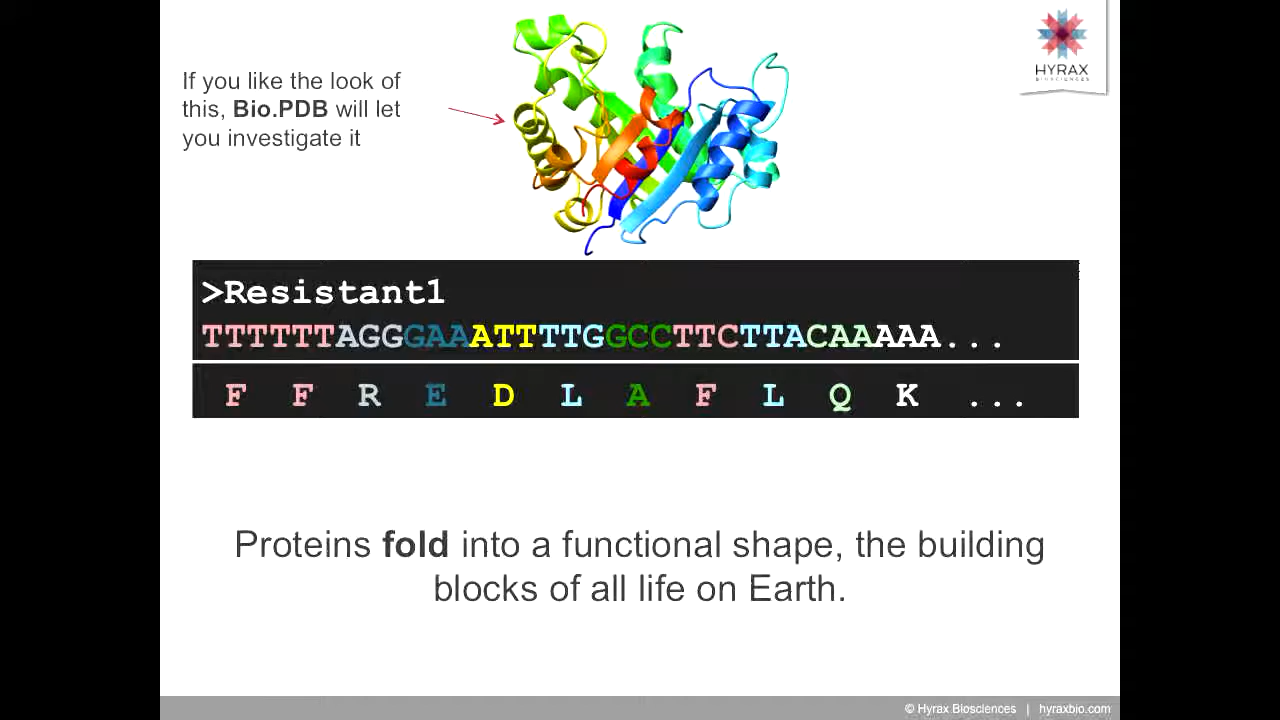 If you like the look of
this, Bio.PDB will let
you investigate it
HYRAX
BIOSCIENCES
>Resistant1
TTTTTTAGGGAAATTTTGGCCTTCTTACAAAAA...
F F R E D L A F L Q K ...
Proteins fold into a functional shape, the building
blocks of all life on Earth.
© Hyrax Biosciences | hyraxbio.com